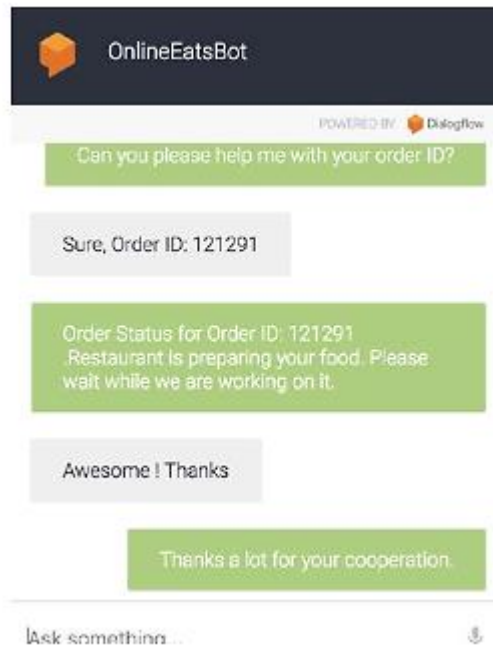 OnlineEatsBot
POWERED BY Dialogflow
Can you please help me with your order ID?
Sure, Order ID: 121291
Order Status for Order ID: 121291
.Restaurant is preparing your food. Please
wait while we are working on it.
Awesome ! Thanks
Thanks a lot for your cooperation.
Ask something...